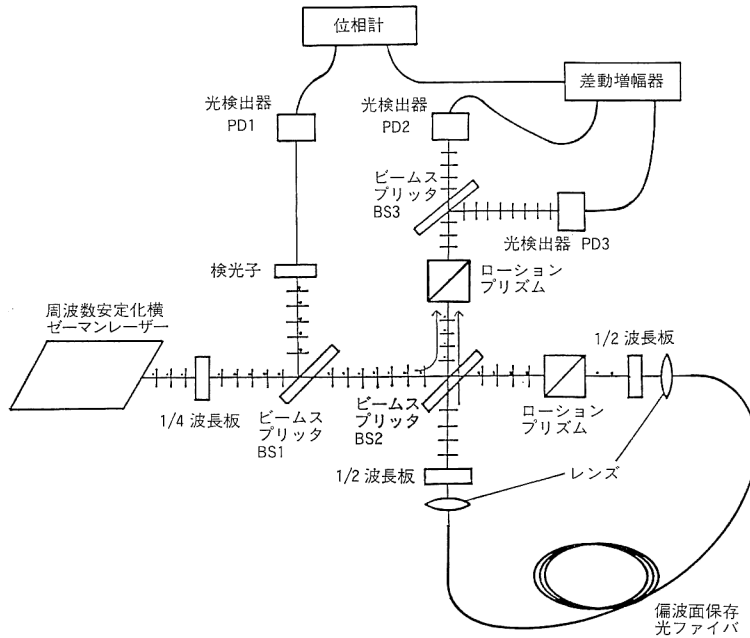 位相計
差動増幅器
光検出器
PD1
光検出器
PD2
ビームス
プリッタ
BS3
光検出器 PD3
検光子
ローション
プリズム
周波数安定化横
ゼーマンレーザー
1/2 波長板
1/4 波長板
ビームス
プリッタ
BS1
ビームス
プリッタ
BS2
ローション
プリズム
1/2 波長板
レンズ
偏波面保存
光ファイバ